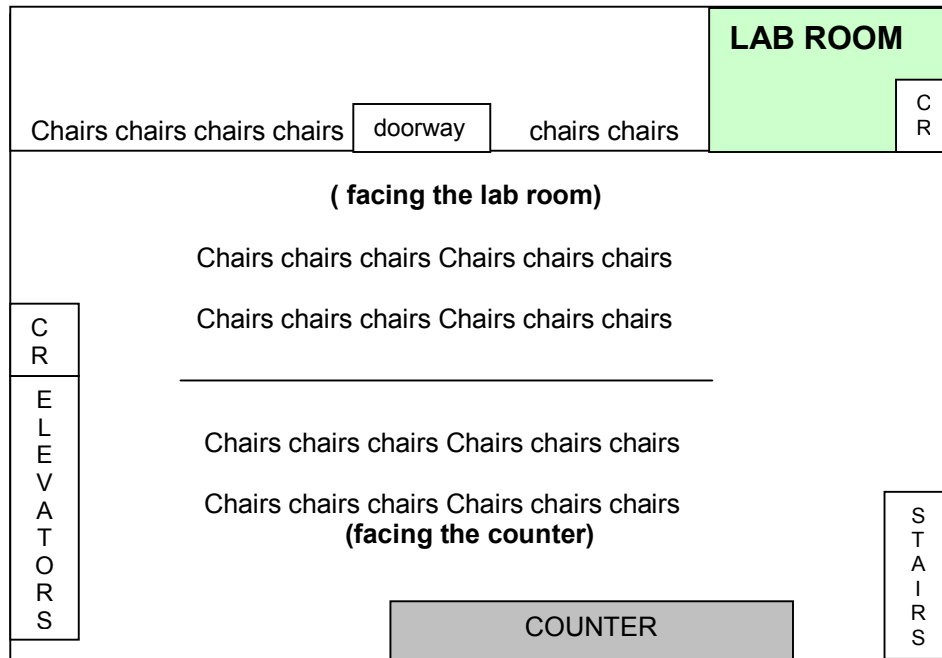 LAB ROOM
C
R
Chairs chairs chairs chairs
doorway
chairs chairs
( facing the lab room)
Chairs chairs chairs Chairs chairs chairs
Chairs chairs chairs Chairs chairs chairs
C
R
E
L
E
V
A
T
O
R
S
Chairs chairs chairs Chairs chairs chairs
Chairs chairs chairs Chairs chairs chairs
(facing the counter)
S
T
A
I
R
S
COUNTER